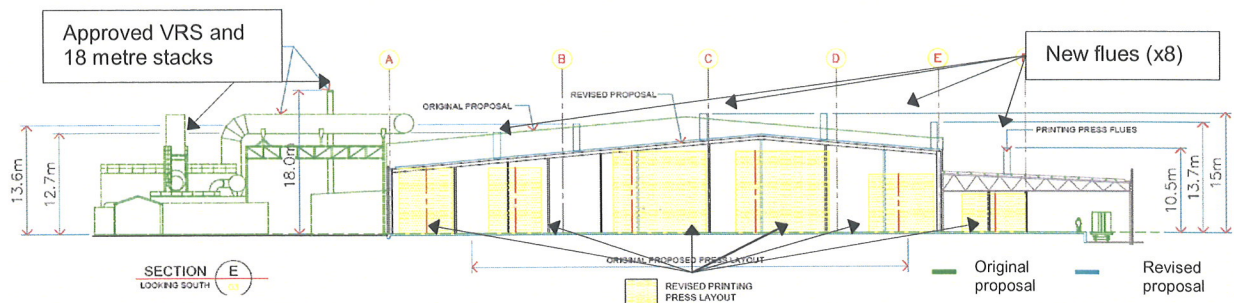 Approved VRS and
18 metre stacks
New flues (x8)
A
B
C
D
E
ORIGINAL PROPOSAL
REVISED PROPOSAL
PRINTING PRESS FLUES
13.6m
12.7m
18.0m
10.5m
13.7m
15m
ORIGINAL PROPOSED PRESS LAYOUT
SECTION
E
LOOKING SOUTH
REVISED PRINTING
PRESS LAYOUT
Original
proposal
Revised
proposal